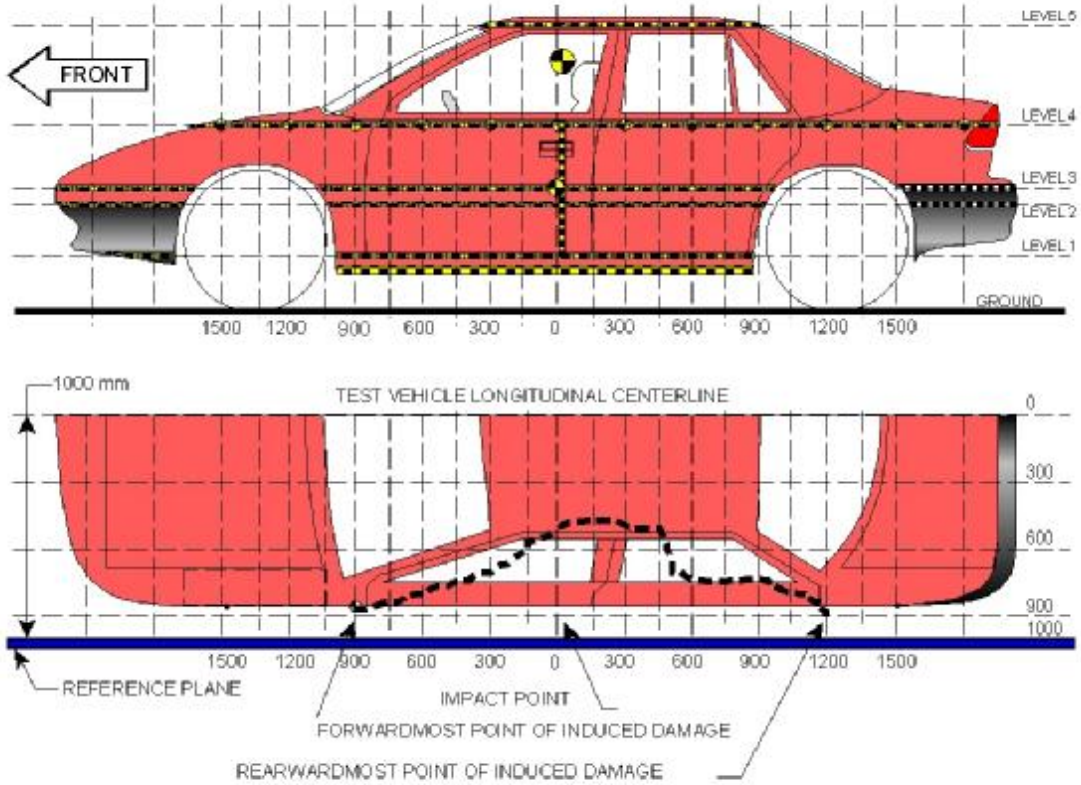 LEVEL 5
FRONT
LEVEL 4
LEVEL 3
LEVEL 2
LEVEL 1
GROUND
1500 1200 900 600 300 0 300 600 900 1200 1500
1000 mm
TEST VEHICLE LONGITUDINAL CENTERLINE
0
300
600
900
1000
1500 1200 900 600 300 0 300 600 900 1200 1500
REFERENCE PLANE
IMPACT POINT
FORWARDMOST POINT OF INDUCED DAMAGE
REARWARDMOST POINT OF INDUCED DAMAGE